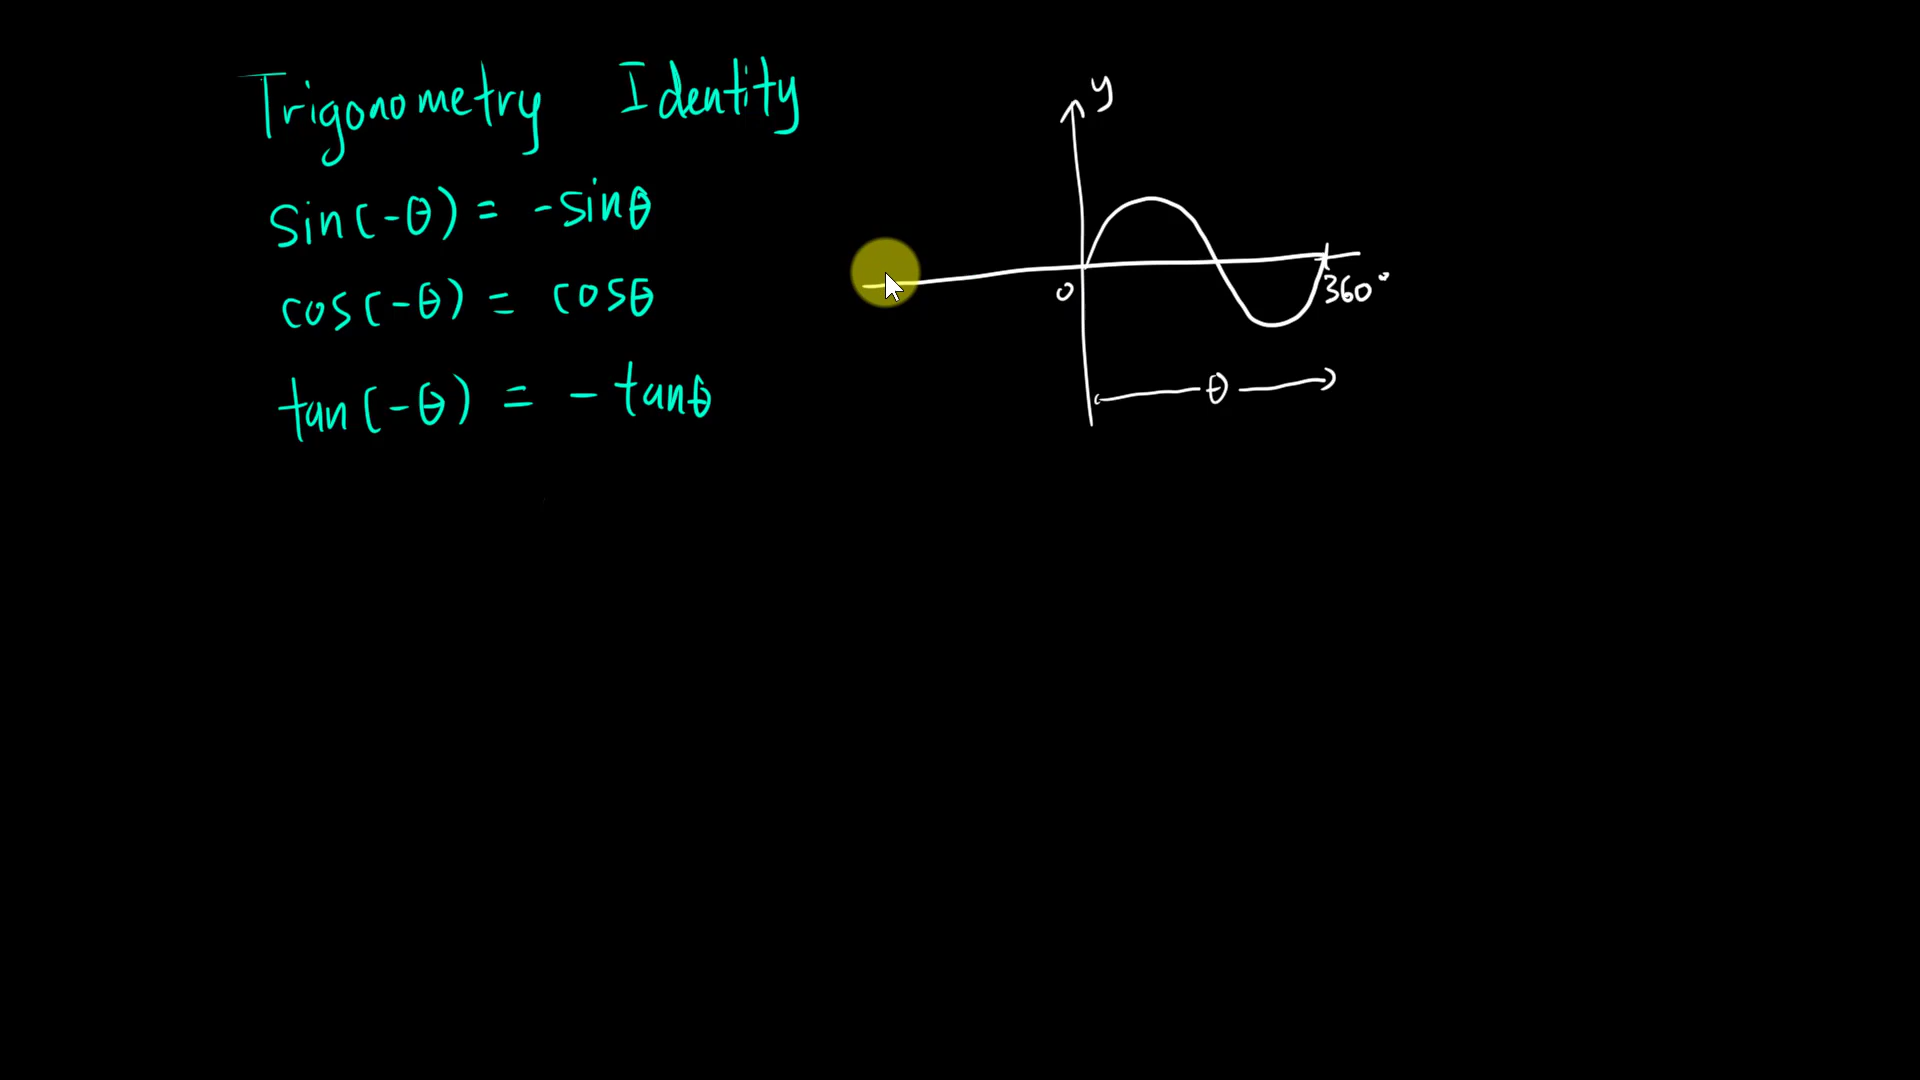 Trigonometry Identity
sin(-θ) = -sinθ
cos(-θ) = cosθ
tan(-θ) = -tanθ
y
0
360°
θ